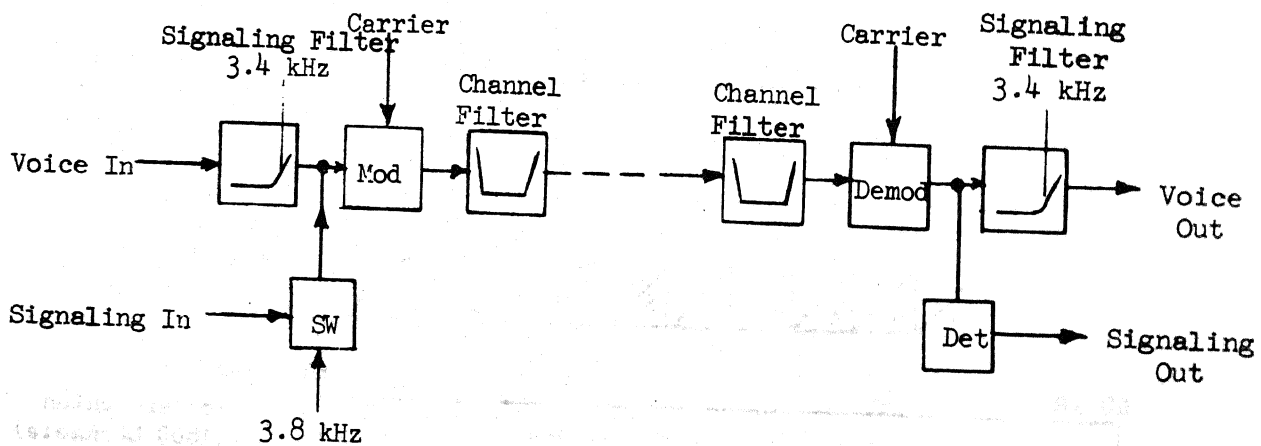 Carrier
Signaling Filter
3.4 kHz
Channel
Filter
Voice In
Mod
Signaling In
SW
3.8 kHz
Carrier
Signaling
Filter
3.4 kHz
Channel
Filter
Demod
Voice
Out
Det
Signaling
Out